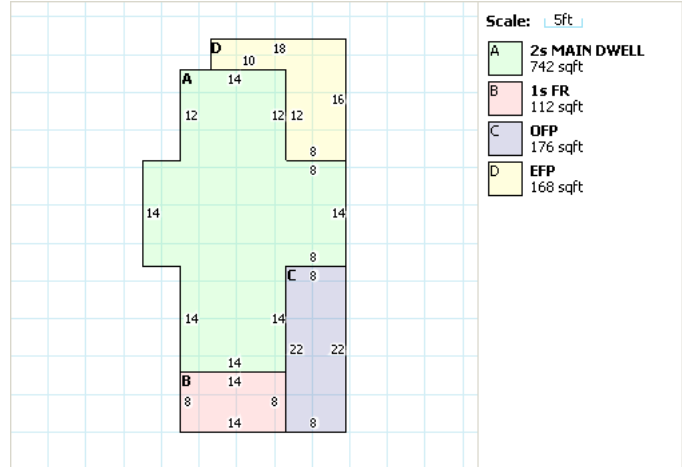 Scale: 5ft
A 2s MAIN DWELL
742 sqft
B 1s FR
112 sqft
C OFP
176 sqft
D EFP
168 sqft
D 18
10
A 14
16
12 12 12
8
8
14 14
8
C 8
14 14
22 22
14
B 14
8 8
14 8